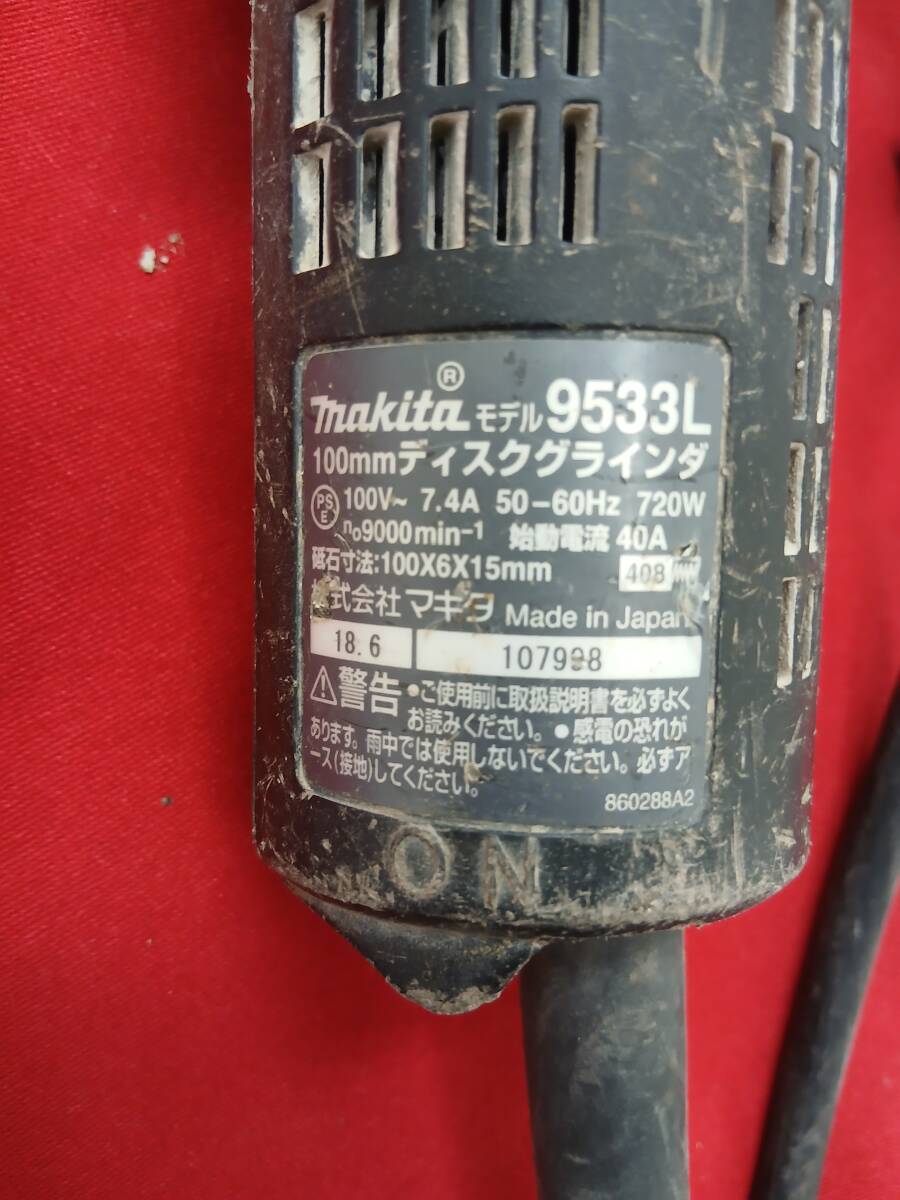 makita® モデル 9533L
100mmディスクグラインダ
PSE 100V~ 7.4A 50-60Hz 720W
n₀9000min⁻¹ 始動電流 40A
砥石寸法:100X6X15mm 408
株式会社 マキタ Made in Japan
18.6 107998
⚠警告 •ご使用前に取扱説明書を必ずよく
お読みください。•感電の恐れが
あります。雨中では使用しないでください。必ずア
ース(接地)してください。
860288A2
ON